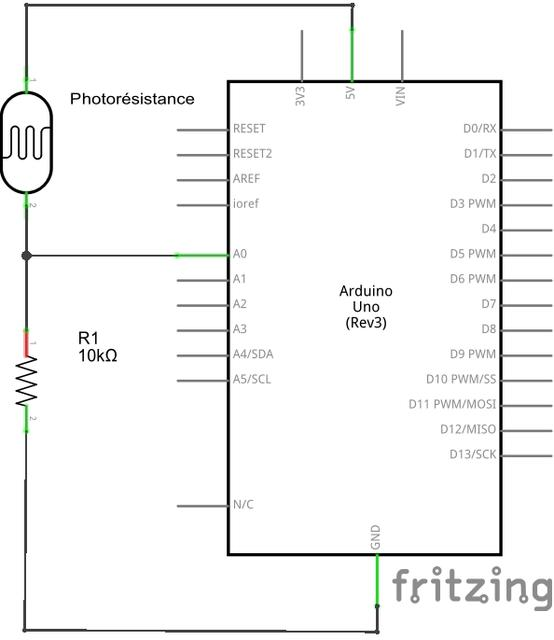 1
Photorésistance
2
3V3
5V
VIN
RESET
RESET2
AREF
ioref
A0
A1
A2
A3
A4/SDA
A5/SCL
N/C
Arduino
Uno
(Rev3)
D0/RX
D1/TX
D2
D3 PWM
D4
D5 PWM
D6 PWM
D7
D8
D9 PWM
D10 PWM/SS
D11 PWM/MOSI
D12/MISO
D13/SCK
GND
R1
10kΩ
1
2
fritzing